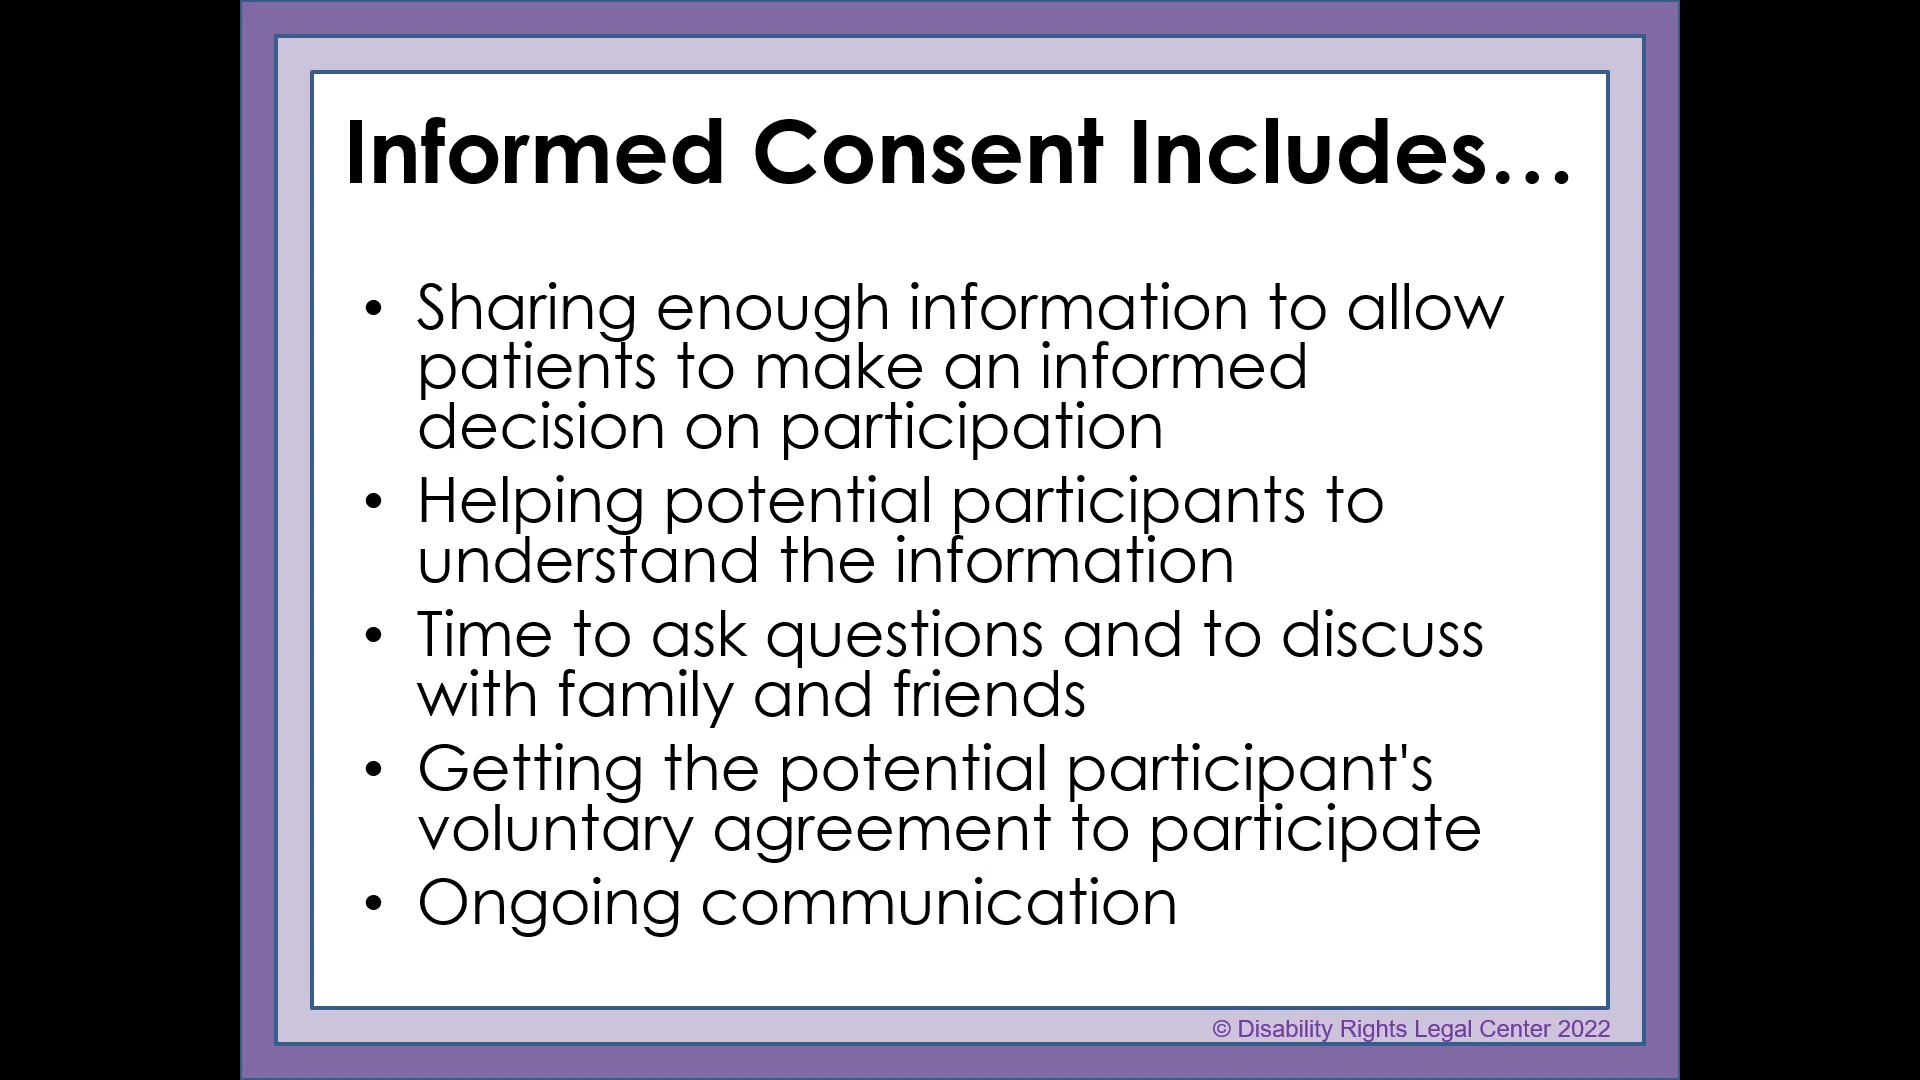 Informed Consent Includes…
• Sharing enough information to allow
patients to make an informed
decision on participation
• Helping potential participants to
understand the information
• Time to ask questions and to discuss
with family and friends
• Getting the potential participant's
voluntary agreement to participate
• Ongoing communication
© Disability Rights Legal Center 2022